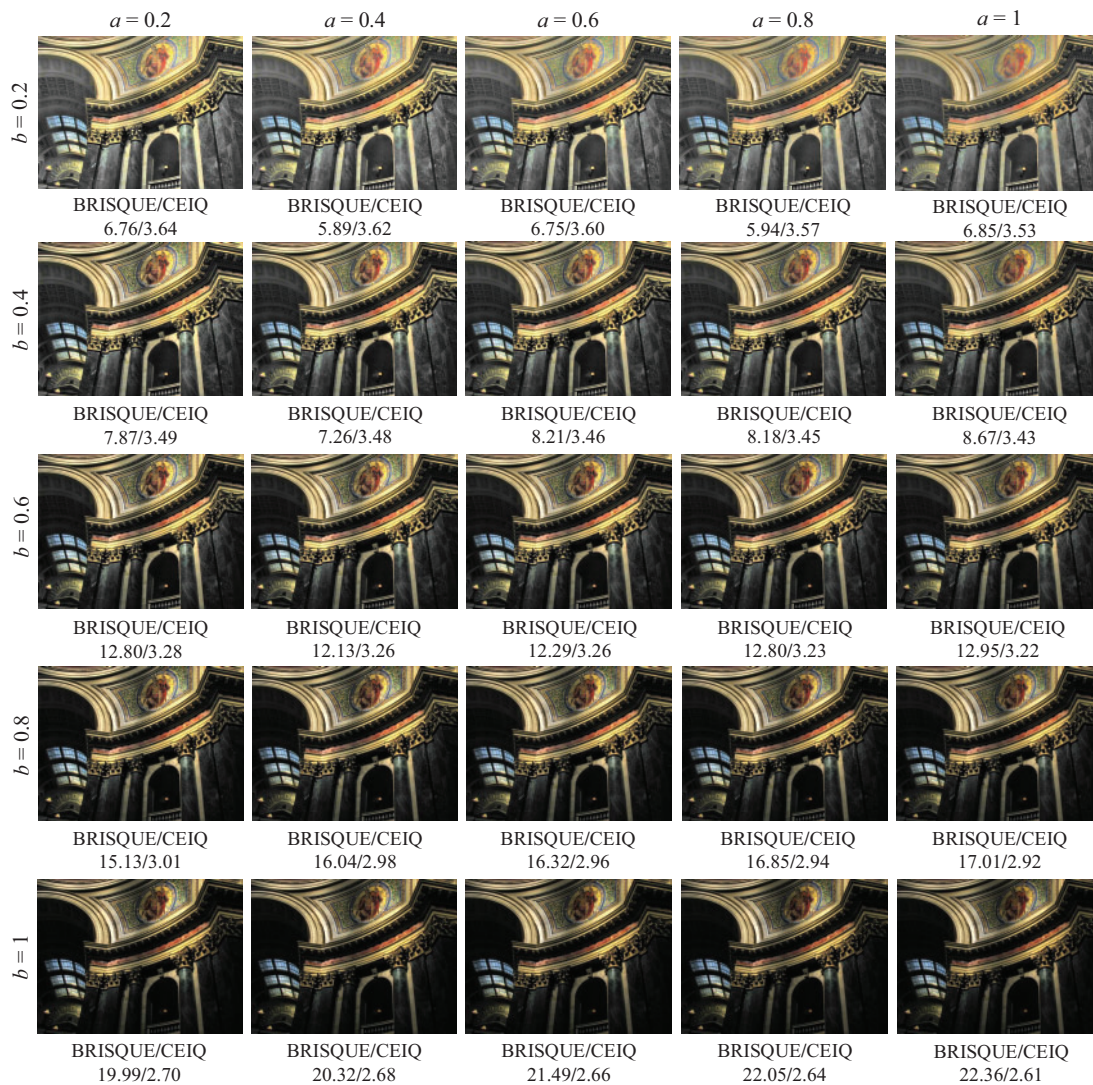 a = 0.2 a = 0.4 a = 0.6 a = 0.8 a = 1
b = 0.2
BRISQUE/CEIQ BRISQUE/CEIQ BRISQUE/CEIQ BRISQUE/CEIQ BRISQUE/CEIQ
6.76/3.64 5.89/3.62 6.75/3.60 5.94/3.57 6.85/3.53
b = 0.4
BRISQUE/CEIQ BRISQUE/CEIQ BRISQUE/CEIQ BRISQUE/CEIQ BRISQUE/CEIQ
7.87/3.49 7.26/3.48 8.21/3.46 8.18/3.45 8.67/3.43
b = 0.6
BRISQUE/CEIQ BRISQUE/CEIQ BRISQUE/CEIQ BRISQUE/CEIQ BRISQUE/CEIQ
12.80/3.28 12.13/3.26 12.29/3.26 12.80/3.23 12.95/3.22
b = 0.8
BRISQUE/CEIQ BRISQUE/CEIQ BRISQUE/CEIQ BRISQUE/CEIQ BRISQUE/CEIQ
15.13/3.01 16.04/2.98 16.32/2.96 16.85/2.94 17.01/2.92
b = 1
BRISQUE/CEIQ BRISQUE/CEIQ BRISQUE/CEIQ BRISQUE/CEIQ BRISQUE/CEIQ
19.99/2.70 20.32/2.68 21.49/2.66 22.05/2.64 22.36/2.61